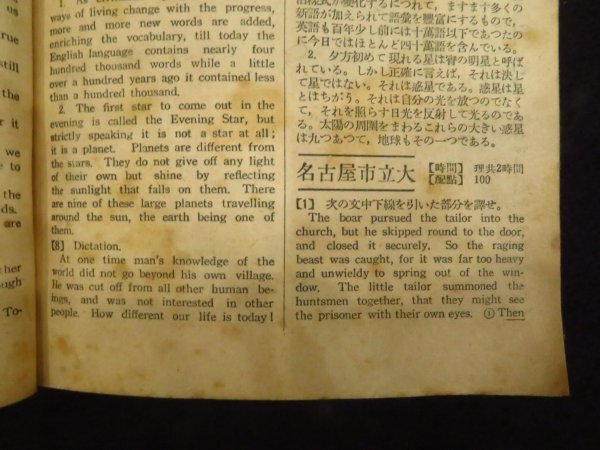 ways of living change with the progress,
more and more new words are added,
enriching the vocabulary, till today the
English language contains nearly four
hundred thousand words while a little
over a hundred years ago it contained less
than a hundred thousand.
2. The first star to come out in the
evening is called the Evening Star, but
strictly speaking it is not a star at all;
it is a planet. Planets are different from
the stars. They do not give off any light
of their own but shine by reflecting
the sunlight that falls on them. There
are nine of these large planets travelling
around the sun, the earth being one of
them.
[8] Dictation.
At one time man's knowledge of the
world did not go beyond his own village.
He was cut off from all other human be-
ings, and was not interested in other
people. How different our life is today!
新語が加えられて語彙を豐富にするもので,
英語も百年少し前には十萬語以下であつたの
に今日ではほとんど四十萬語を含んでいる。
2. 夕方初めて現れる星は宵の明星と呼ば
れている。しかし正確に言えば, それは決し
て星ではない。それは惑星である。惑星は星
とはちがう。それは自分の光を放つのでなく
て, それを照らす日光を反射して光るのであ
る。太陽の周圍をまわるこれらの大きい惑星
は九つあつて, 地球もその一つである。
名古屋市立大 [時間] 理共2時間
[配點] 100
[1] 次の文中下線を引いた部分を譯せ。
The boar pursued the tailor into the
church, but he skipped round to the door,
and closed it securely. So the raging
beast was caught, for it was far too heavy
and unwieldy to spring out of the win-
dow. The little tailor summoned the
huntsmen together, that they might see
the prisoner with their own eyes. ① Then